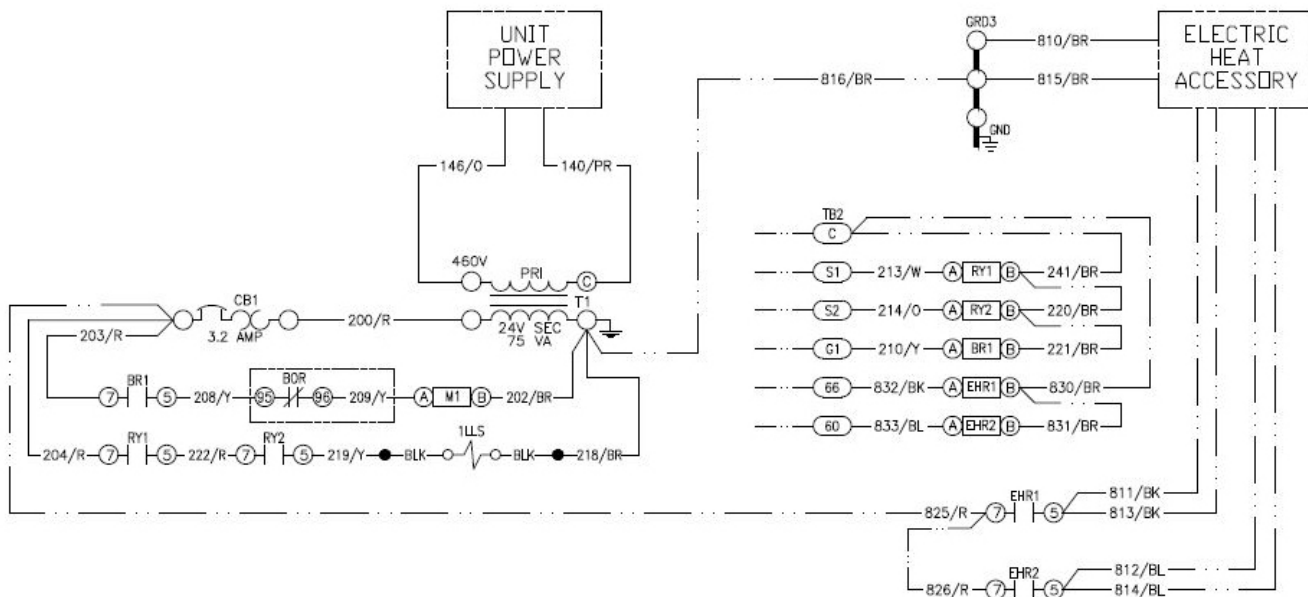 UNIT
POWER
SUPPLY
GRD3
810/BR
ELECTRIC
HEAT
ACCESSORY
816/BR
815/BR
GND
146/O
140/PR
TB2
C
460V
PRI
C
S1
213/W
A
RY1
B
241/BR
CB1
T1
200/R
3.2 AMP
24V SEC
75 VA
S2
214/O
A
RY2
B
220/BR
203/R
G1
210/Y
A
BR1
B
221/BR
BR1
BOR
7
5
208/Y
95
96
209/Y
A
M1
B
202/BR
66
832/BK
A
EHR1
B
830/BR
60
833/BL
A
EHR2
B
831/BR
RY1
RY2
1LLS
204/R
7
5
222/R
7
5
219/Y
BLK
BLK
218/BR
811/BK
EHR1
825/R
7
5
813/BK
812/BL
EHR2
826/R
7
5
814/BL